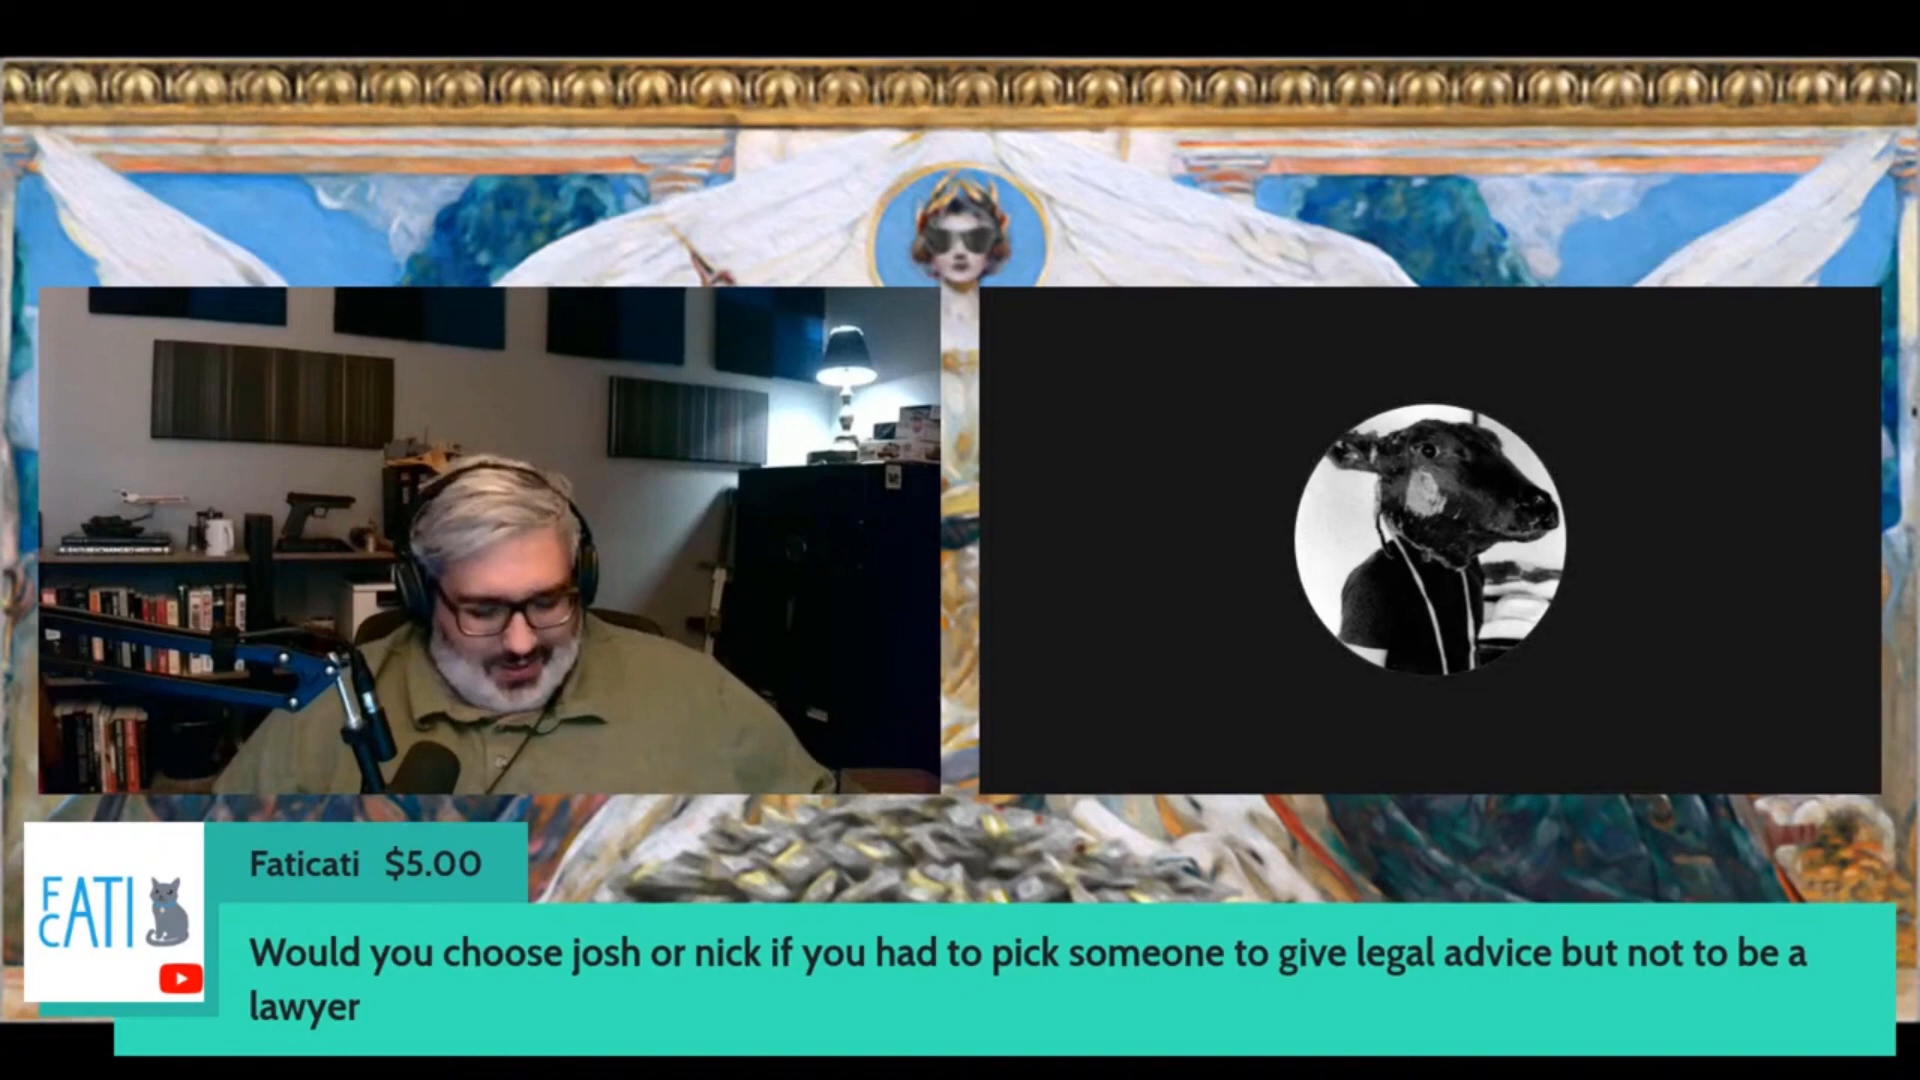 F ATI
CATI
Faticati $5.00
Would you choose josh or nick if you had to pick someone to give legal advice but not to be a
lawyer